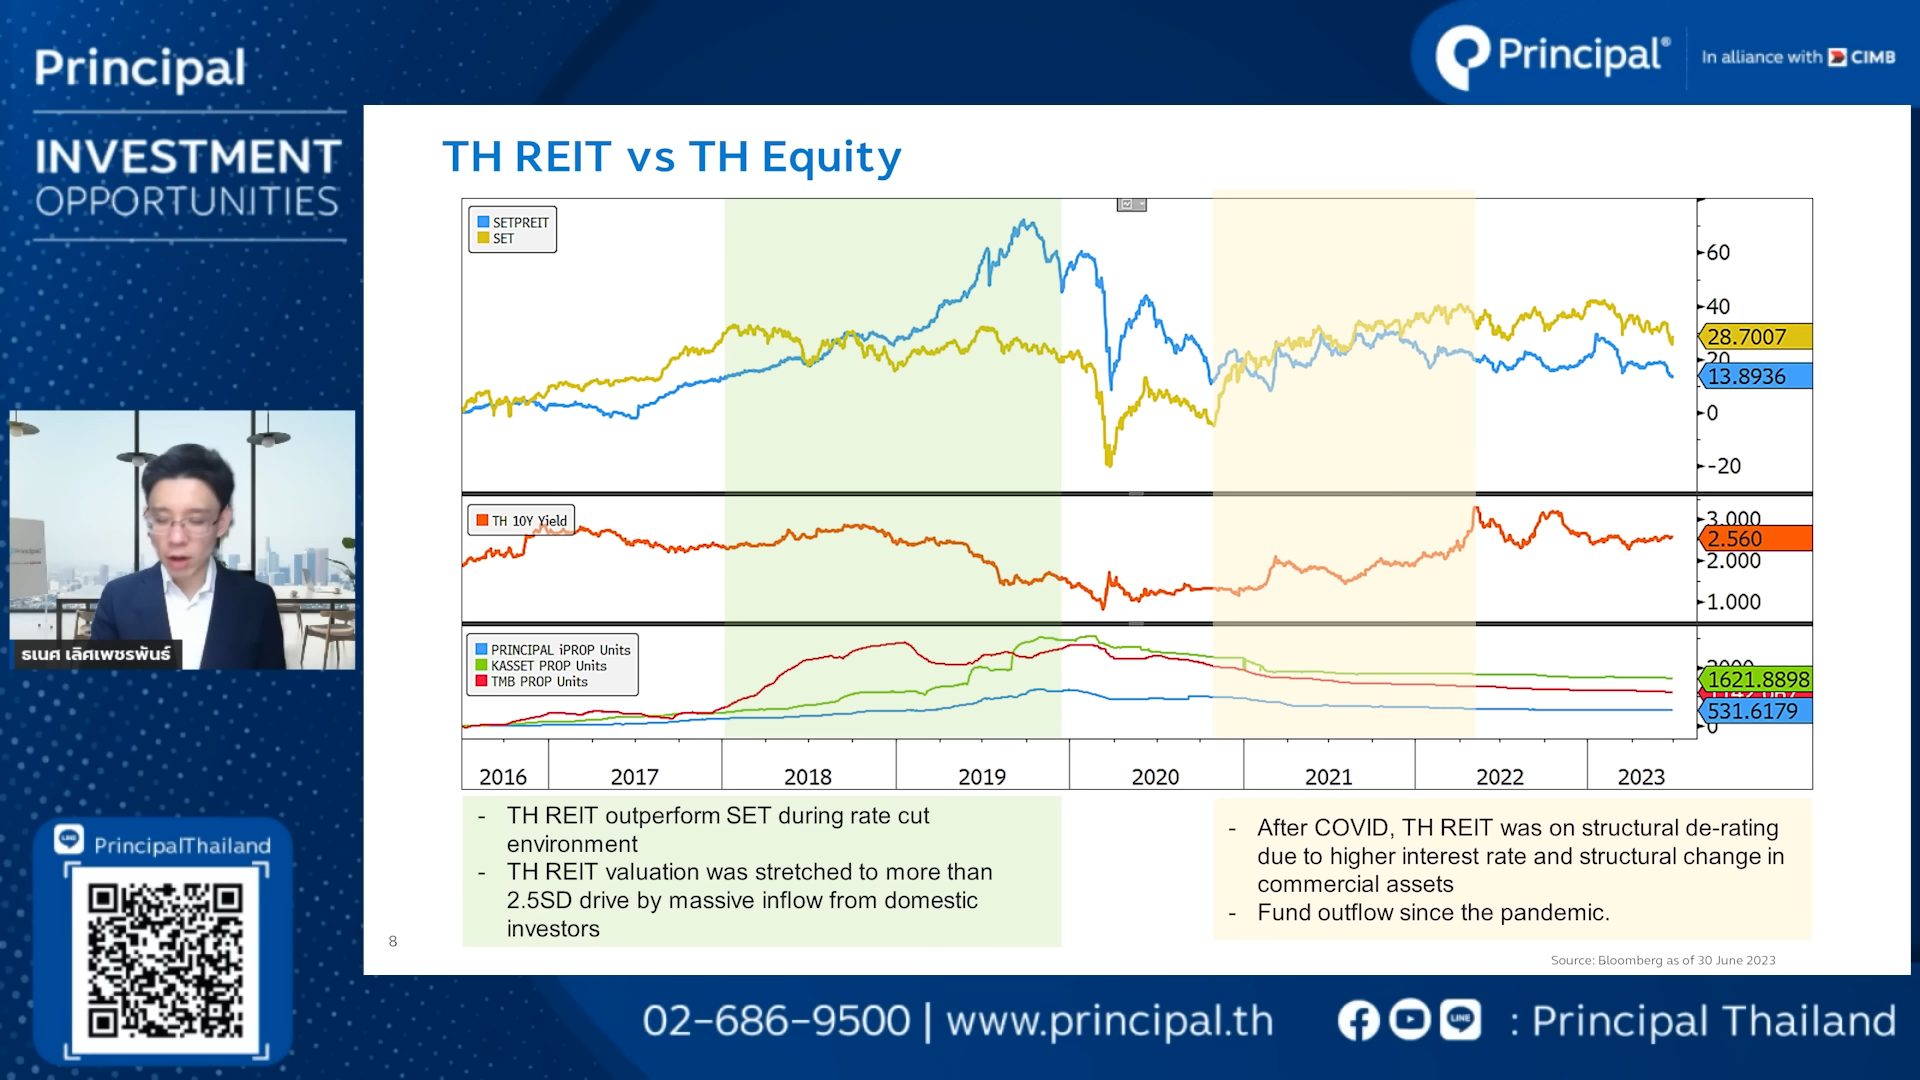 Principal
INVESTMENT
OPPORTUNITIES
Principal®
In alliance with CIMB
TH REIT vs TH Equity
SETPREIT
SET
60
40
28.7007
20
13.8936
0
-20
TH 10Y Yield
3.000
2.560
2.000
1.000
PRINCIPAL iPROP Units
KASSET PROP Units
TMB PROP Units
1621.8898
531.6179
0
2016 2017 2018 2019 2020 2021 2022 2023
- TH REIT outperform SET during rate cut
environment
- TH REIT valuation was stretched to more than
2.5SD drive by massive inflow from domestic
investors
- After COVID, TH REIT was on structural de-rating
due to higher interest rate and structural change in
commercial assets
- Fund outflow since the pandemic.
8
Source: Bloomberg as of 30 June 2023
Principal
ธเนศ เลิศเพชรพันธ์
LINE
PrincipalThailand
02-686-9500 | www.principal.th
LINE
: Principal Thailand